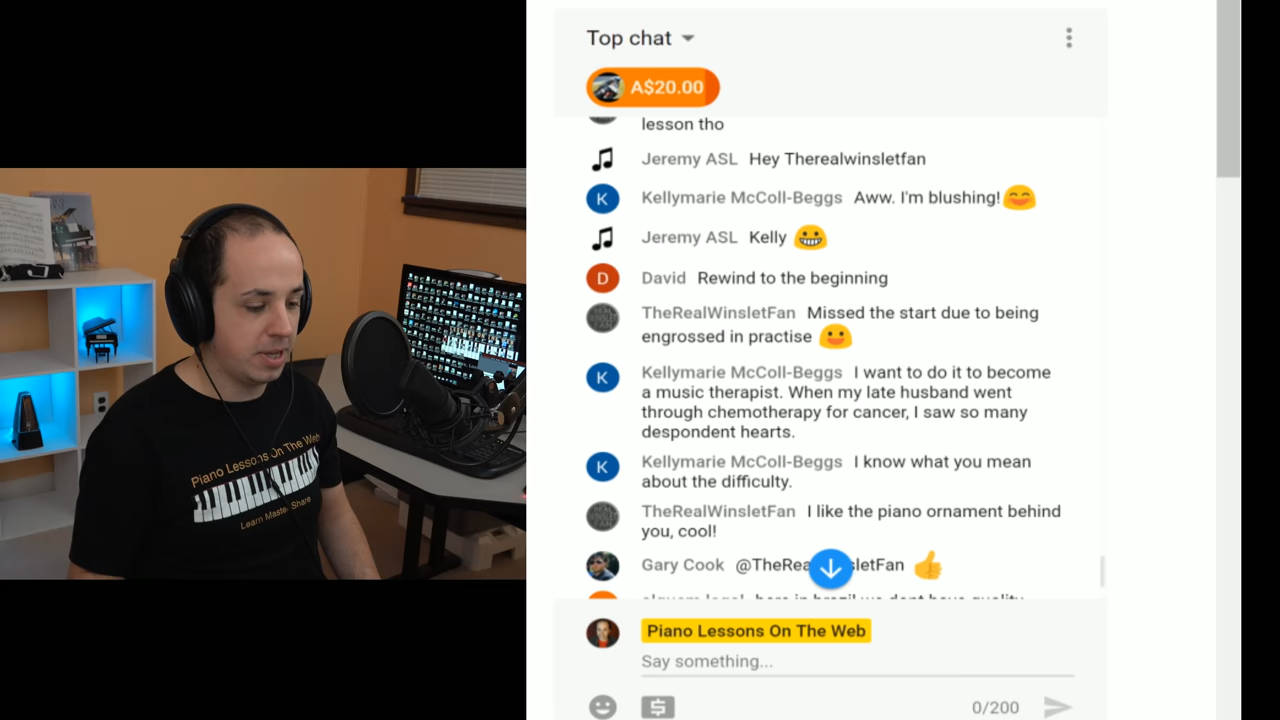 Top chat
A$20.00
lesson tho
Jeremy ASL Hey Therealwinsletfan
K
Kellymarie McColl-Beggs Aww. I'm blushing!
Jeremy ASL Kelly
D
David Rewind to the beginning
TheRealWinsletFan Missed the start due to being
engrossed in practise
K
Kellymarie McColl-Beggs I want to do it to become
a music therapist. When my late husband went
through chemotherapy for cancer, I saw so many
despondent hearts.
K
Kellymarie McColl-Beggs I know what you mean
about the difficulty.
TheRealWinsletFan I like the piano ornament behind
you, cool!
Gary Cook
Piano Lessons On The Web
Say something...
0/200
Piano Lessons On The Web
Learn Master Share